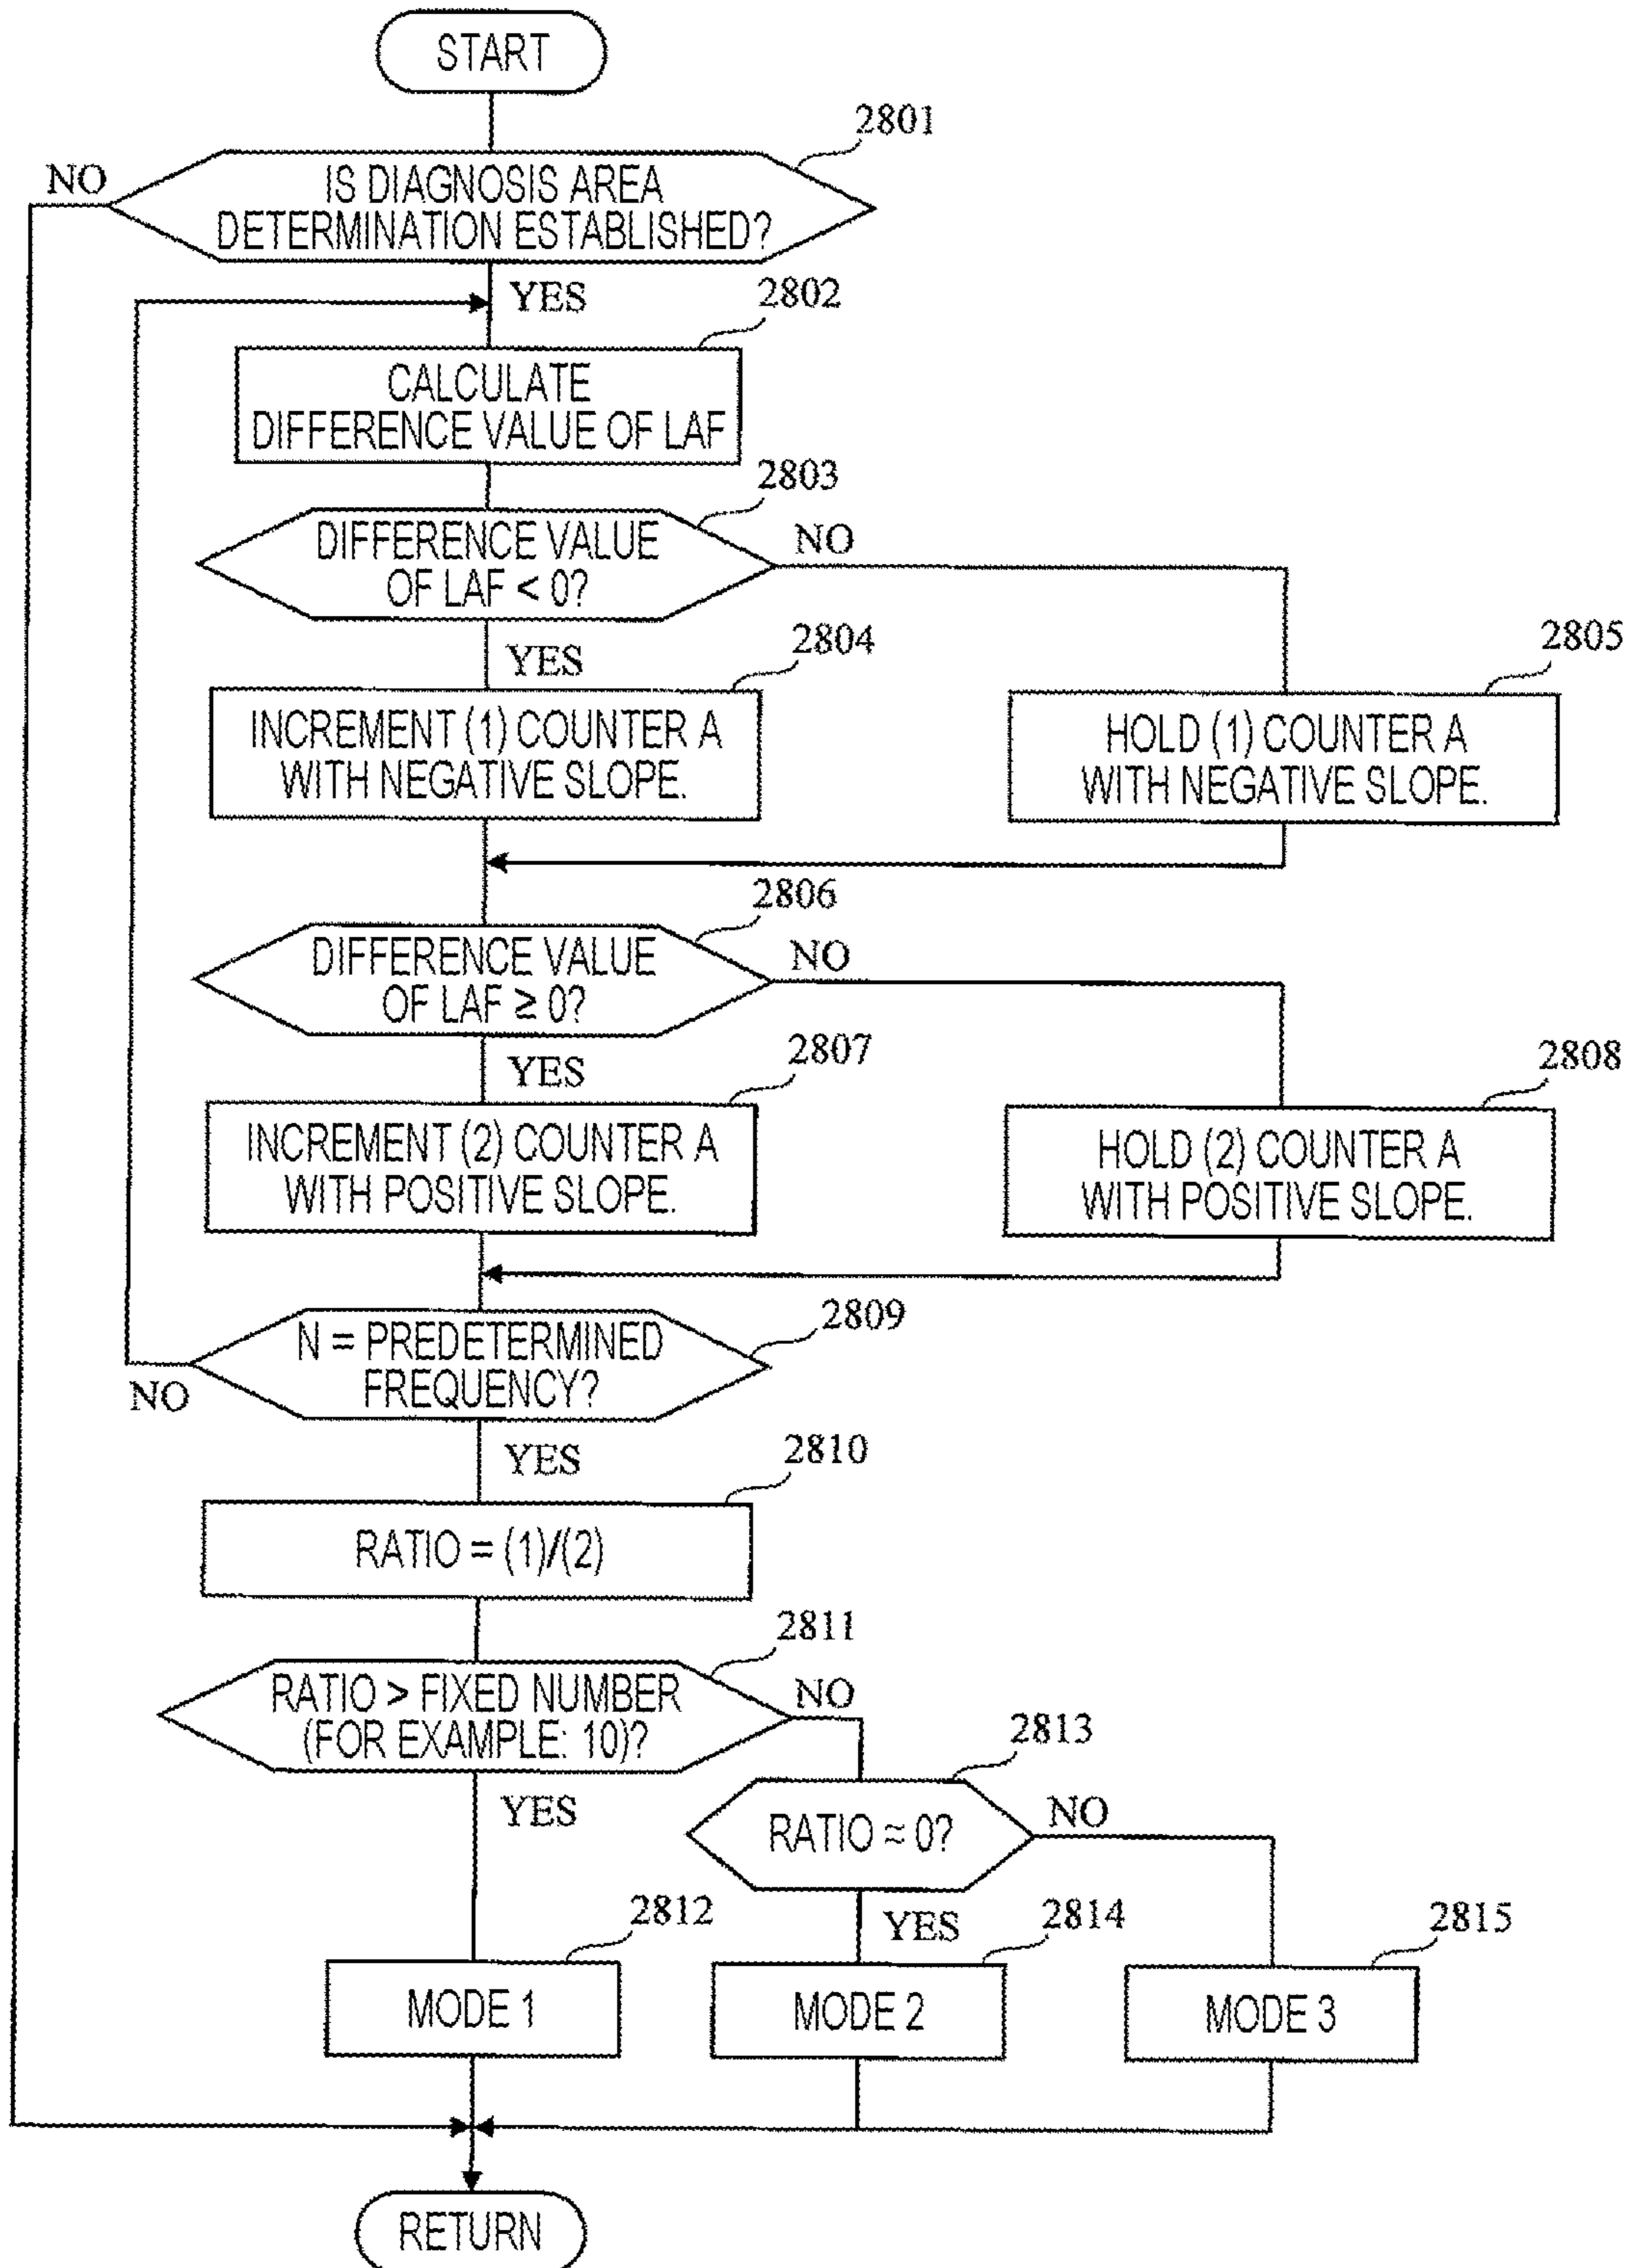 START
2801
NO
IS DIAGNOSIS AREA
DETERMINATION ESTABLISHED?
YES
2802
CALCULATE
DIFFERENCE VALUE OF LAF
2803
DIFFERENCE VALUE
OF LAF < 0?
NO
YES
2804
2805
INCREMENT (1) COUNTER A
WITH NEGATIVE SLOPE.
HOLD (1) COUNTER A
WITH NEGATIVE SLOPE.
2806
DIFFERENCE VALUE
OF LAF ≥ 0?
NO
YES
2807
2808
INCREMENT (2) COUNTER A
WITH POSITIVE SLOPE.
HOLD (2) COUNTER A
WITH POSITIVE SLOPE.
2809
N = PREDETERMINED
FREQUENCY?
NO
YES
2810
RATIO = (1)/(2)
2811
RATIO > FIXED NUMBER
(FOR EXAMPLE: 10)?
NO
YES
2813
RATIO ≈ 0?
NO
YES
2812
2814
2815
MODE 1
MODE 2
MODE 3
RETURN